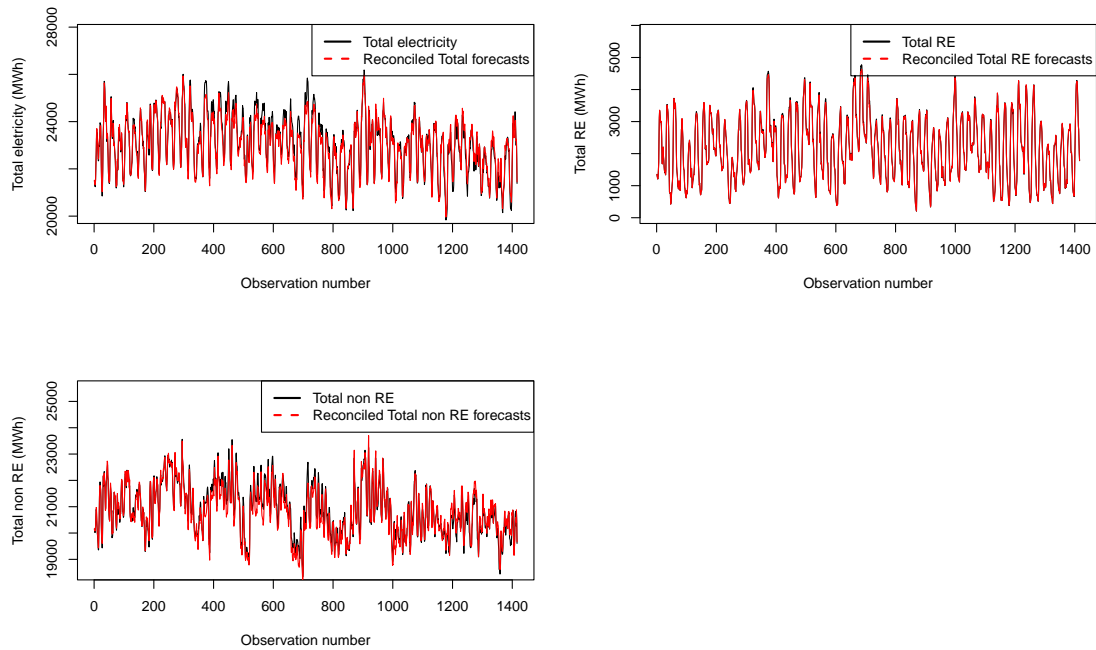 Total electricity (MWh)
28000
24000
20000
Total electricity
Reconciled Total forecasts
0 200 400 600 800 1000 1200 1400
Observation number
Total RE (MWh)
5000
3000
1000
0
Total RE
Reconciled Total RE forecasts
0 200 400 600 800 1000 1200 1400
Observation number
Total non RE (MWh)
25000
23000
21000
19000
Total non RE
Reconciled Total non RE forecasts
0 200 400 600 800 1000 1200 1400
Observation number